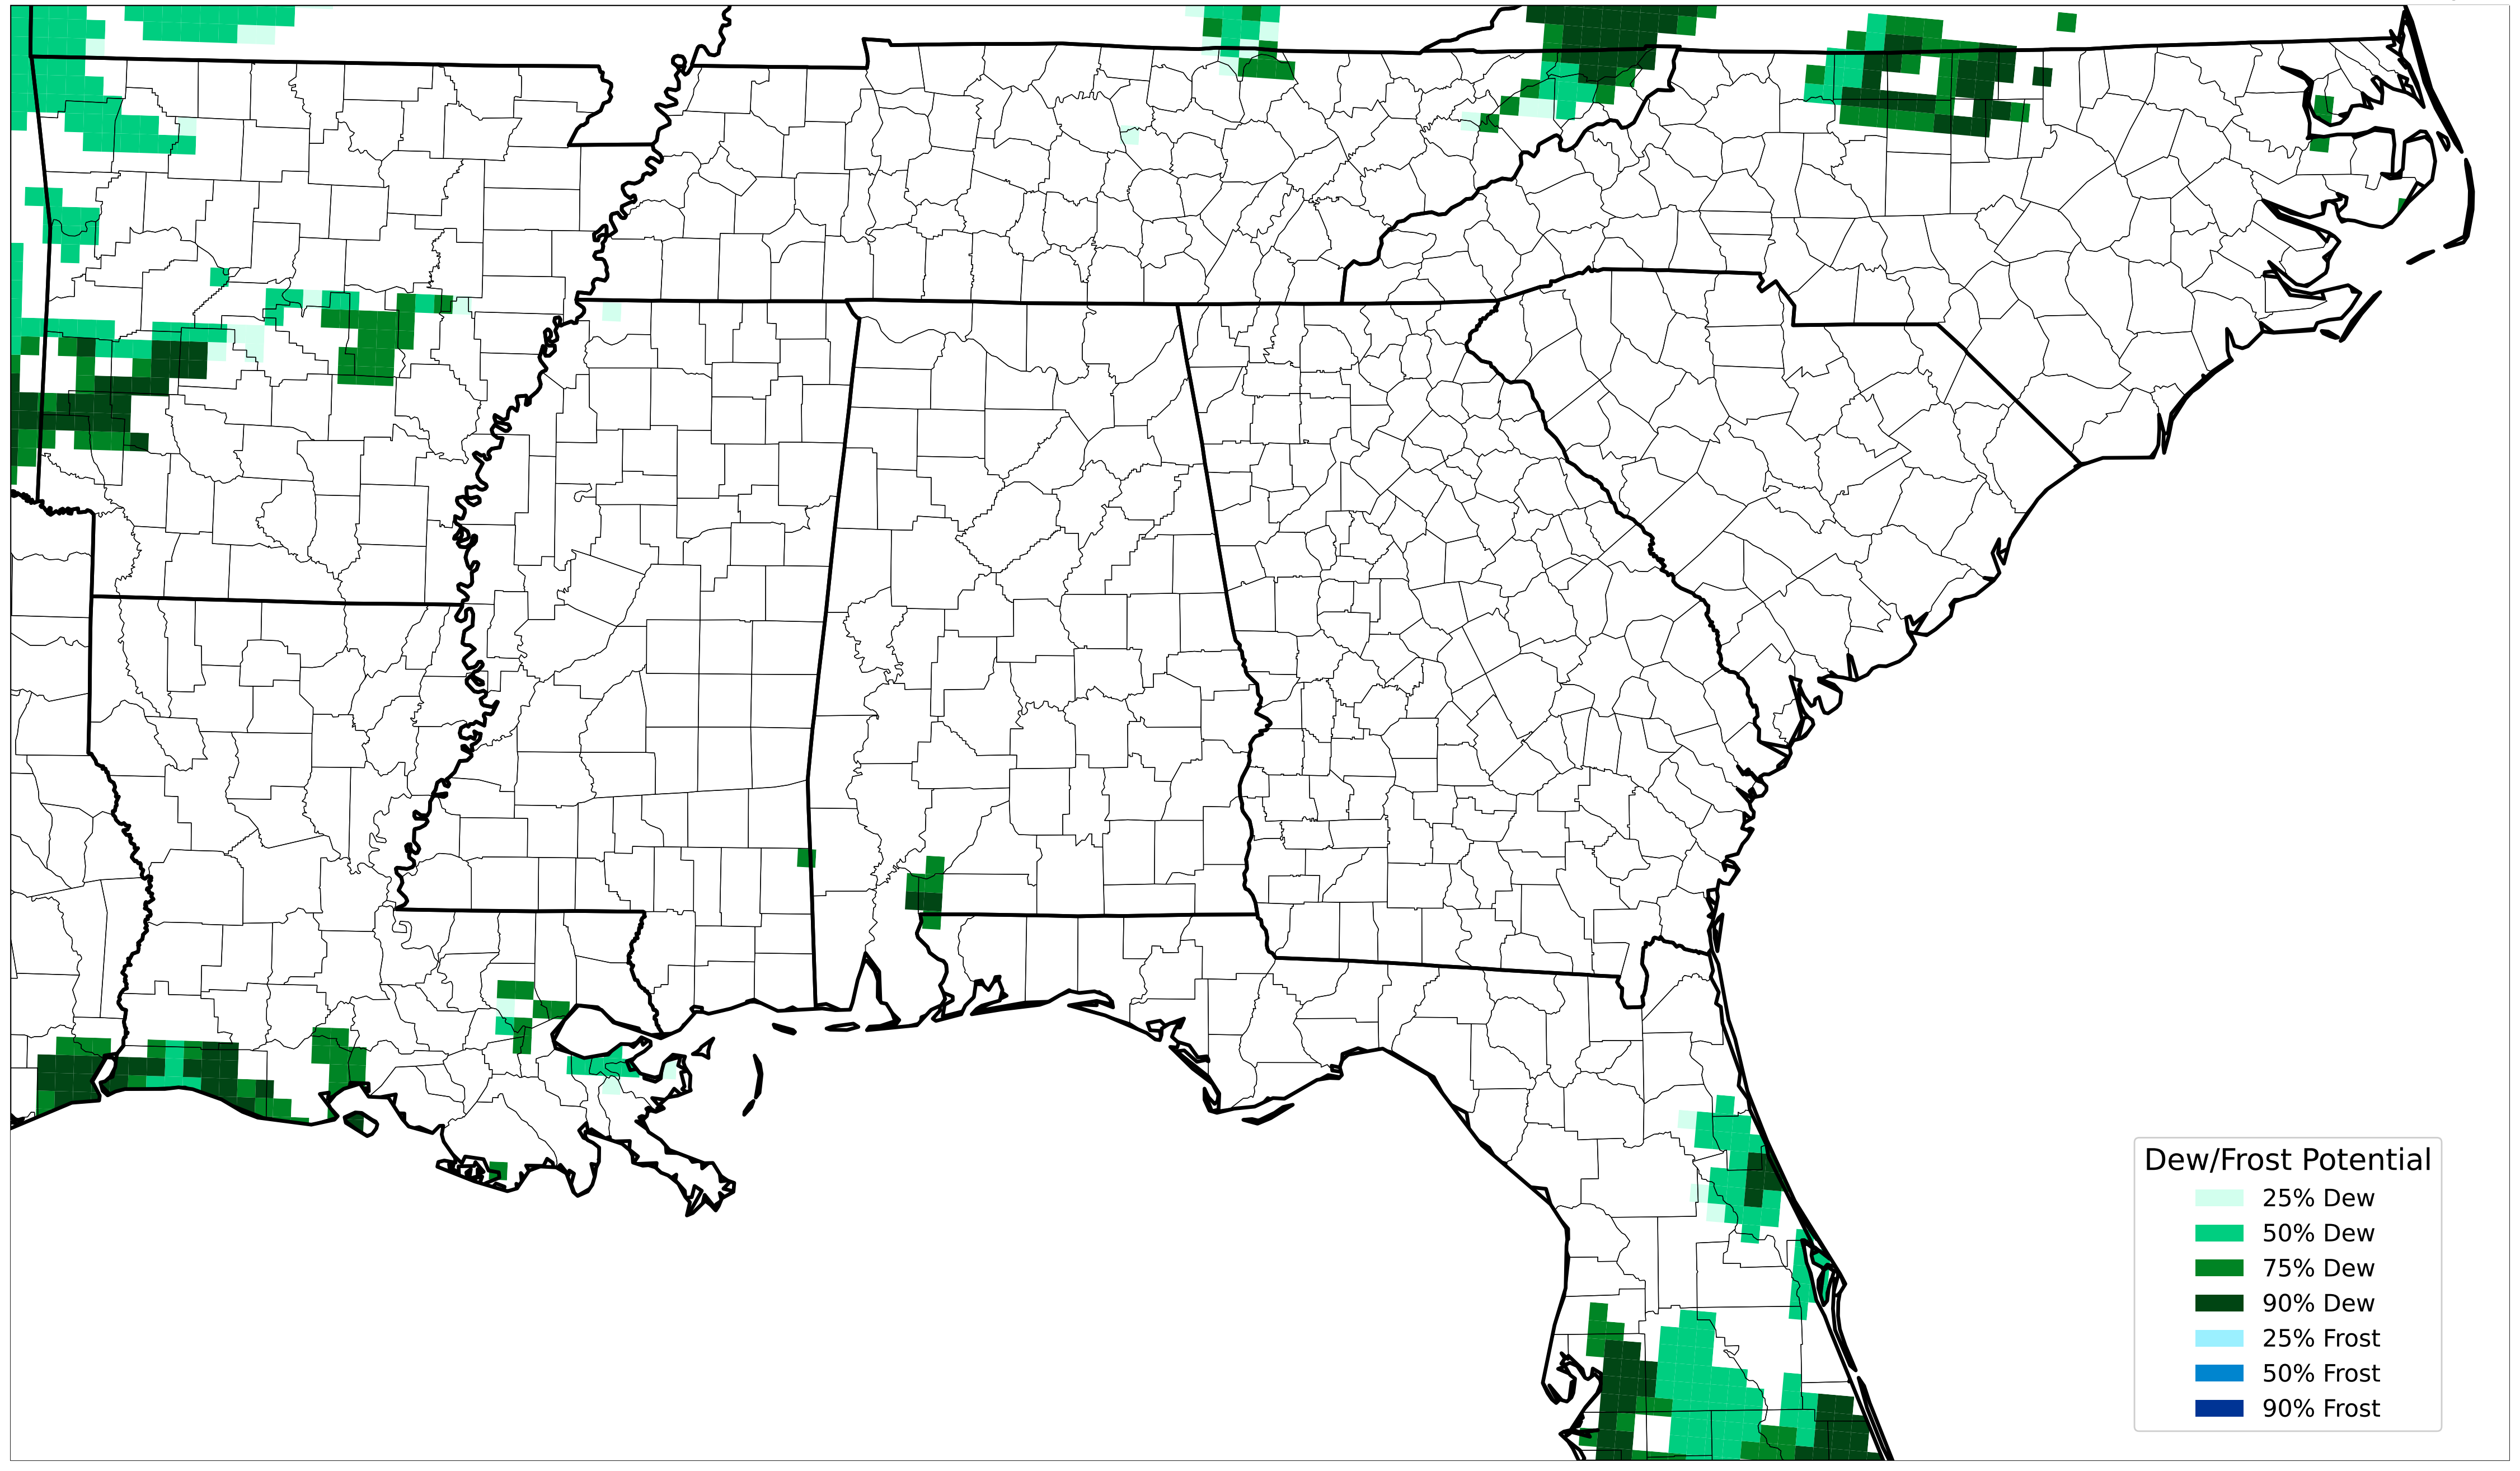 Dew/Frost Potential
25% Dew
50% Dew
75% Dew
90% Dew
25% Frost
50% Frost
90% Frost